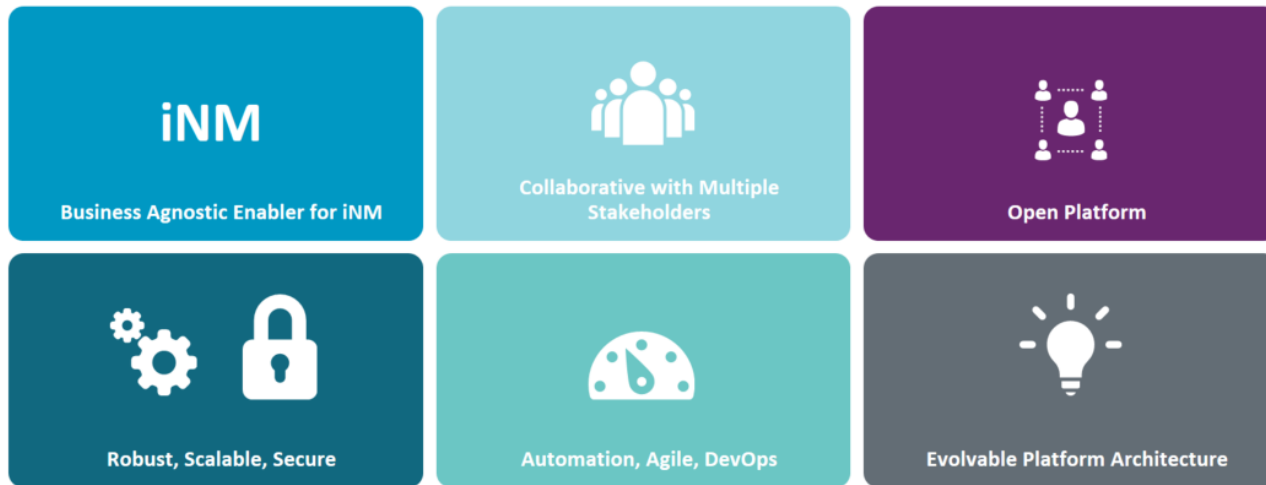 iNM
Business Agnostic Enabler for iNM
Collaborative with Multiple
Stakeholders
Open Platform
Robust, Scalable, Secure
Automation, Agile, DevOps
Evolvable Platform Architecture